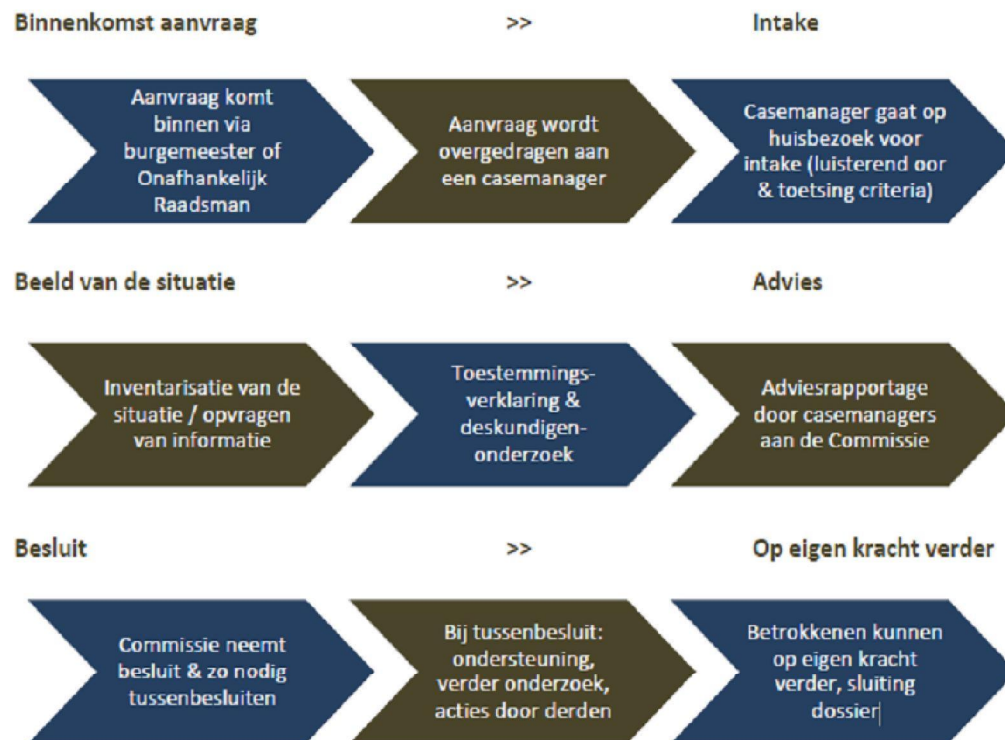 Binnenkomst aanvraag >> Intake
Aanvraag komt
binnen via
burgemeester of
Onafhankelijk
Raadsman
Aanvraag wordt
overgedragen aan
een casemanager
Casemanager gaat op
huisbezoek voor
intake (luisterend oor
& toetsing criteria)
Beeld van de situatie >> Advies
Inventarisatie van de
situatie / opvragen
van informatie
Toestemmings-
verklaring &
deskundigen-
onderzoek
Adviesrapportage
door casemanagers
aan de Commissie
Besluit >> Op eigen kracht verder
Commissie neemt
besluit & zo nodig
tussenbesluiten
Bij tussenbesluit:
ondersteuning,
verder onderzoek,
acties door derden
Betrokkenen kunnen
op eigen kracht
verder, sluiting
dossier